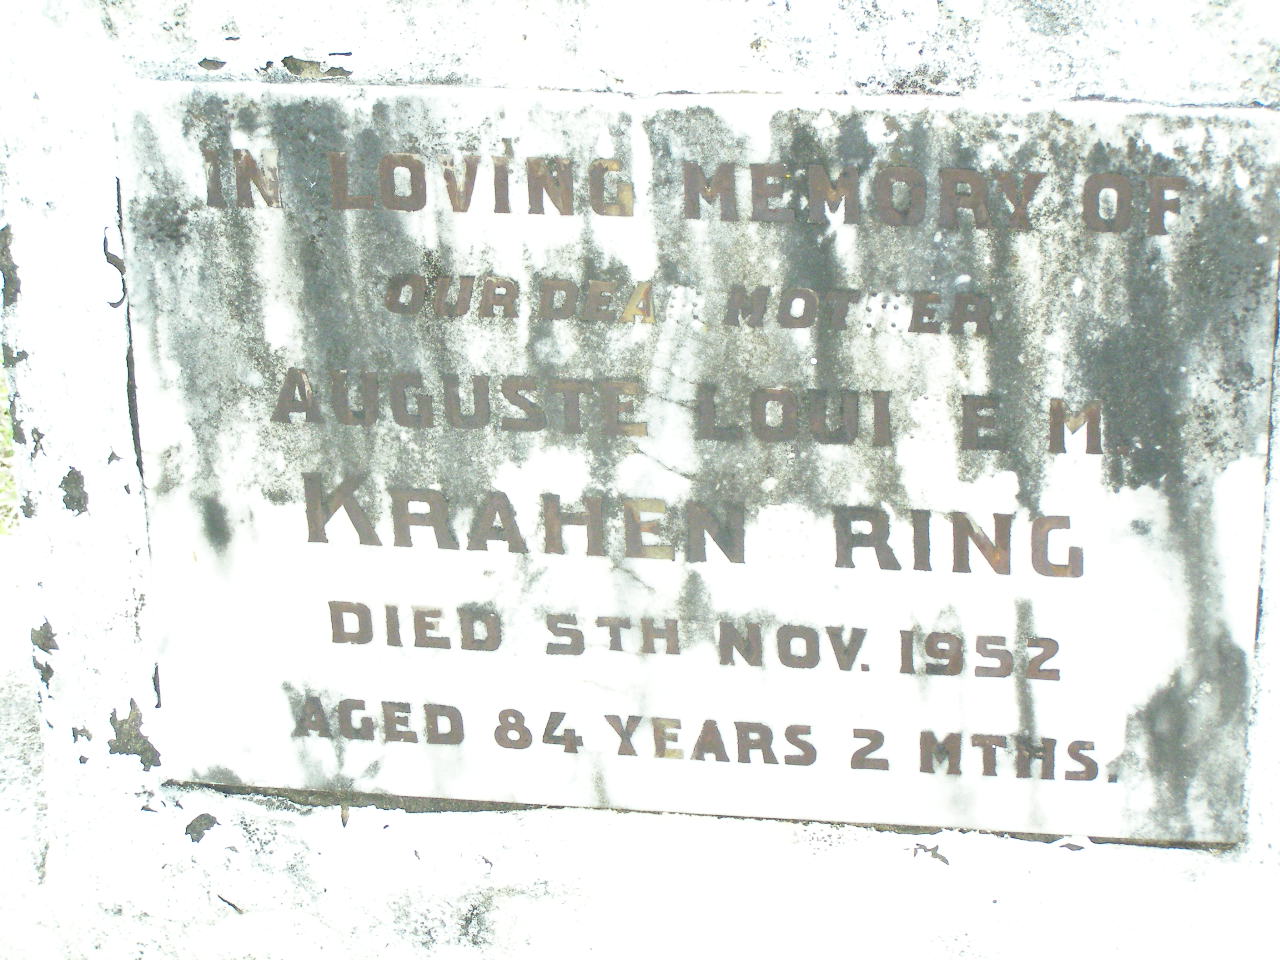 IN LOVING MEMORY OF
OUR DEA MOT ER
AUGUSTE LOUI E M.
KRAHEN RING
DIED 5TH NOV. 1952
AGED 84 YEARS 2 MTHS.